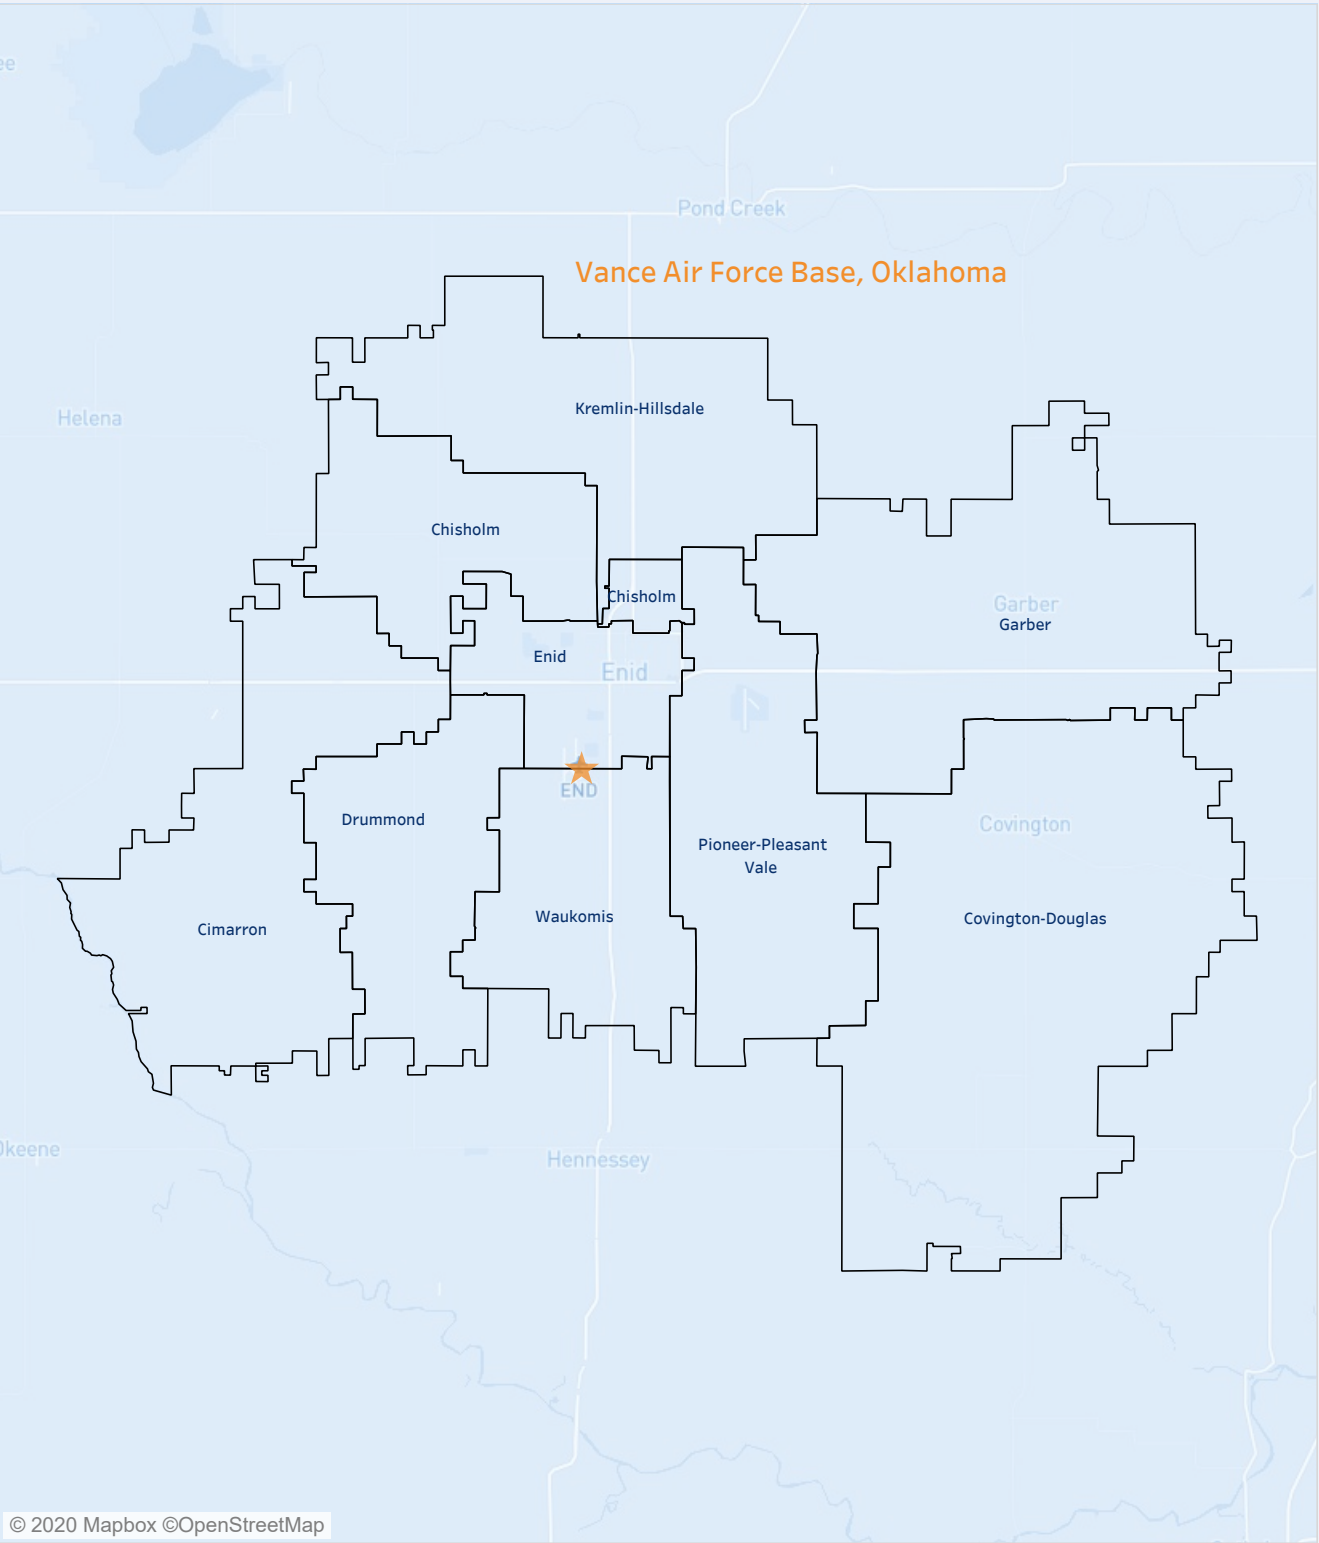 Pond Creek
Vance Air Force Base, Oklahoma
Kremlin-Hillsdale
Helena
Chisholm
Chisholm
Garber
Garber
Enid
Enid
END
Drummond
Covington
Pioneer-Pleasant
Vale
Waukomis
Covington-Douglas
Cimarron
Hennessey
© 2020 Mapbox ©OpenStreetMap